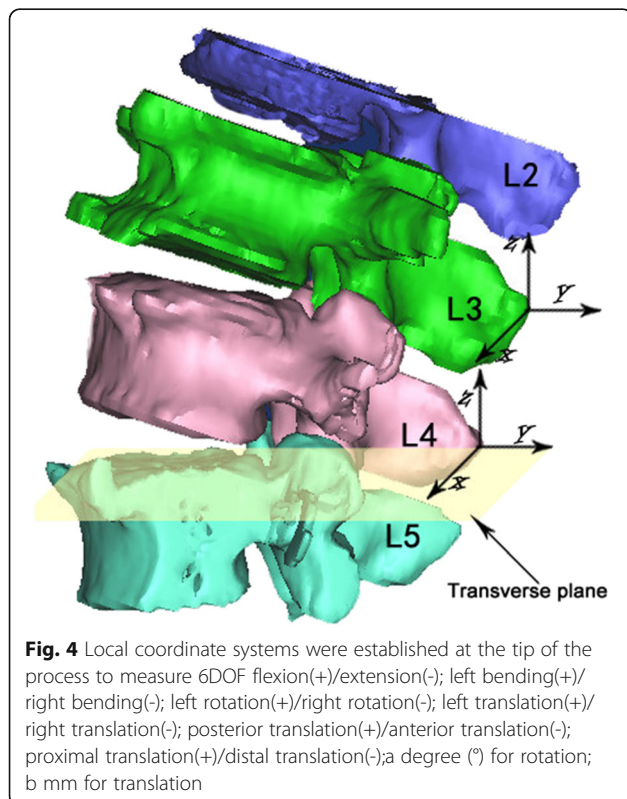 L2
z
Y
L3
x
z
Y
L4
x
L5
Transverse plane
Fig. 4 Local coordinate systems were established at the tip of the
process to measure 6DOF flexion(+)/extension(-); left bending(+)/
right bending(-); left rotation(+)/right rotation(-); left translation(+)/
right translation(-); posterior translation(+)/anterior translation(-);
proximal translation(+)/distal translation(-);a degree (°) for rotation;
b mm for translation